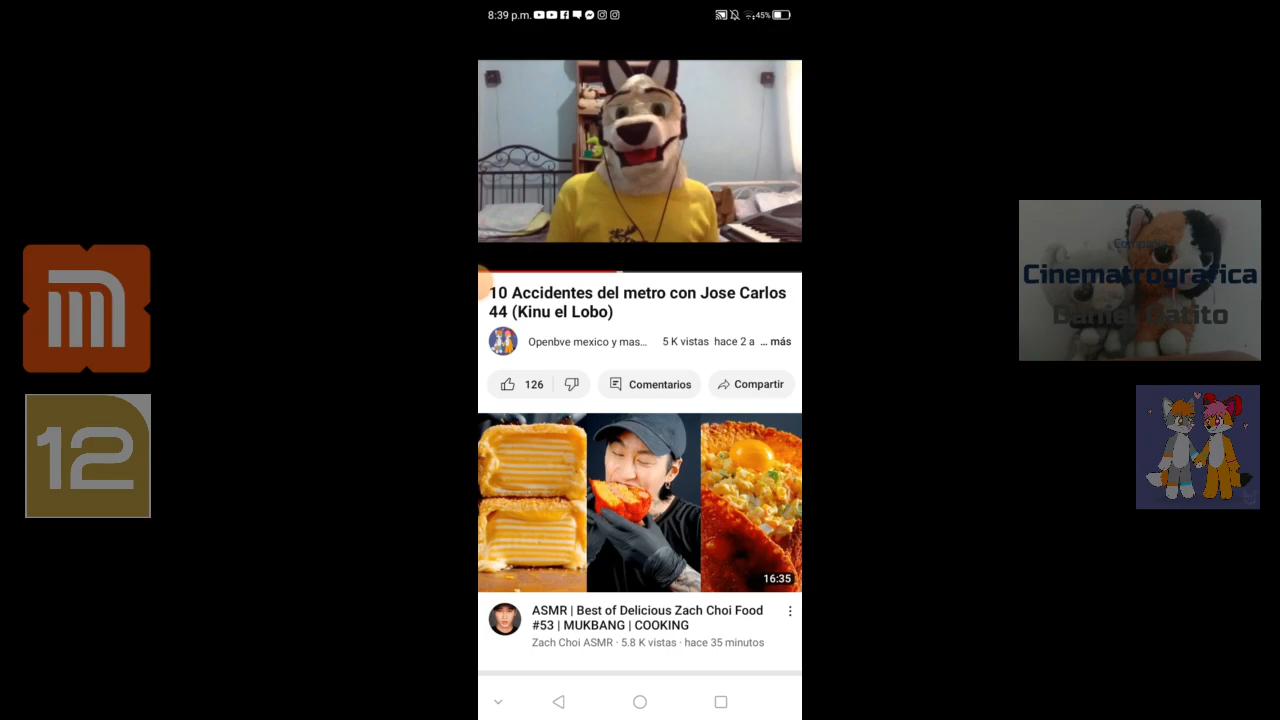 8:39 p.m.
45%
10 Accidentes del metro con Jose Carlos
44 (Kinu el Lobo)
Openbve mexico y mas...
5 K vistas hace 2 a ... más
126
Comentarios
Compartir
16:35
ASMR | Best of Delicious Zach Choi Food
#53 | MUKBANG | COOKING
Zach Choi ASMR · 5.8 K vistas · hace 35 minutos
12
Cinematrografica
Daniel Gatito